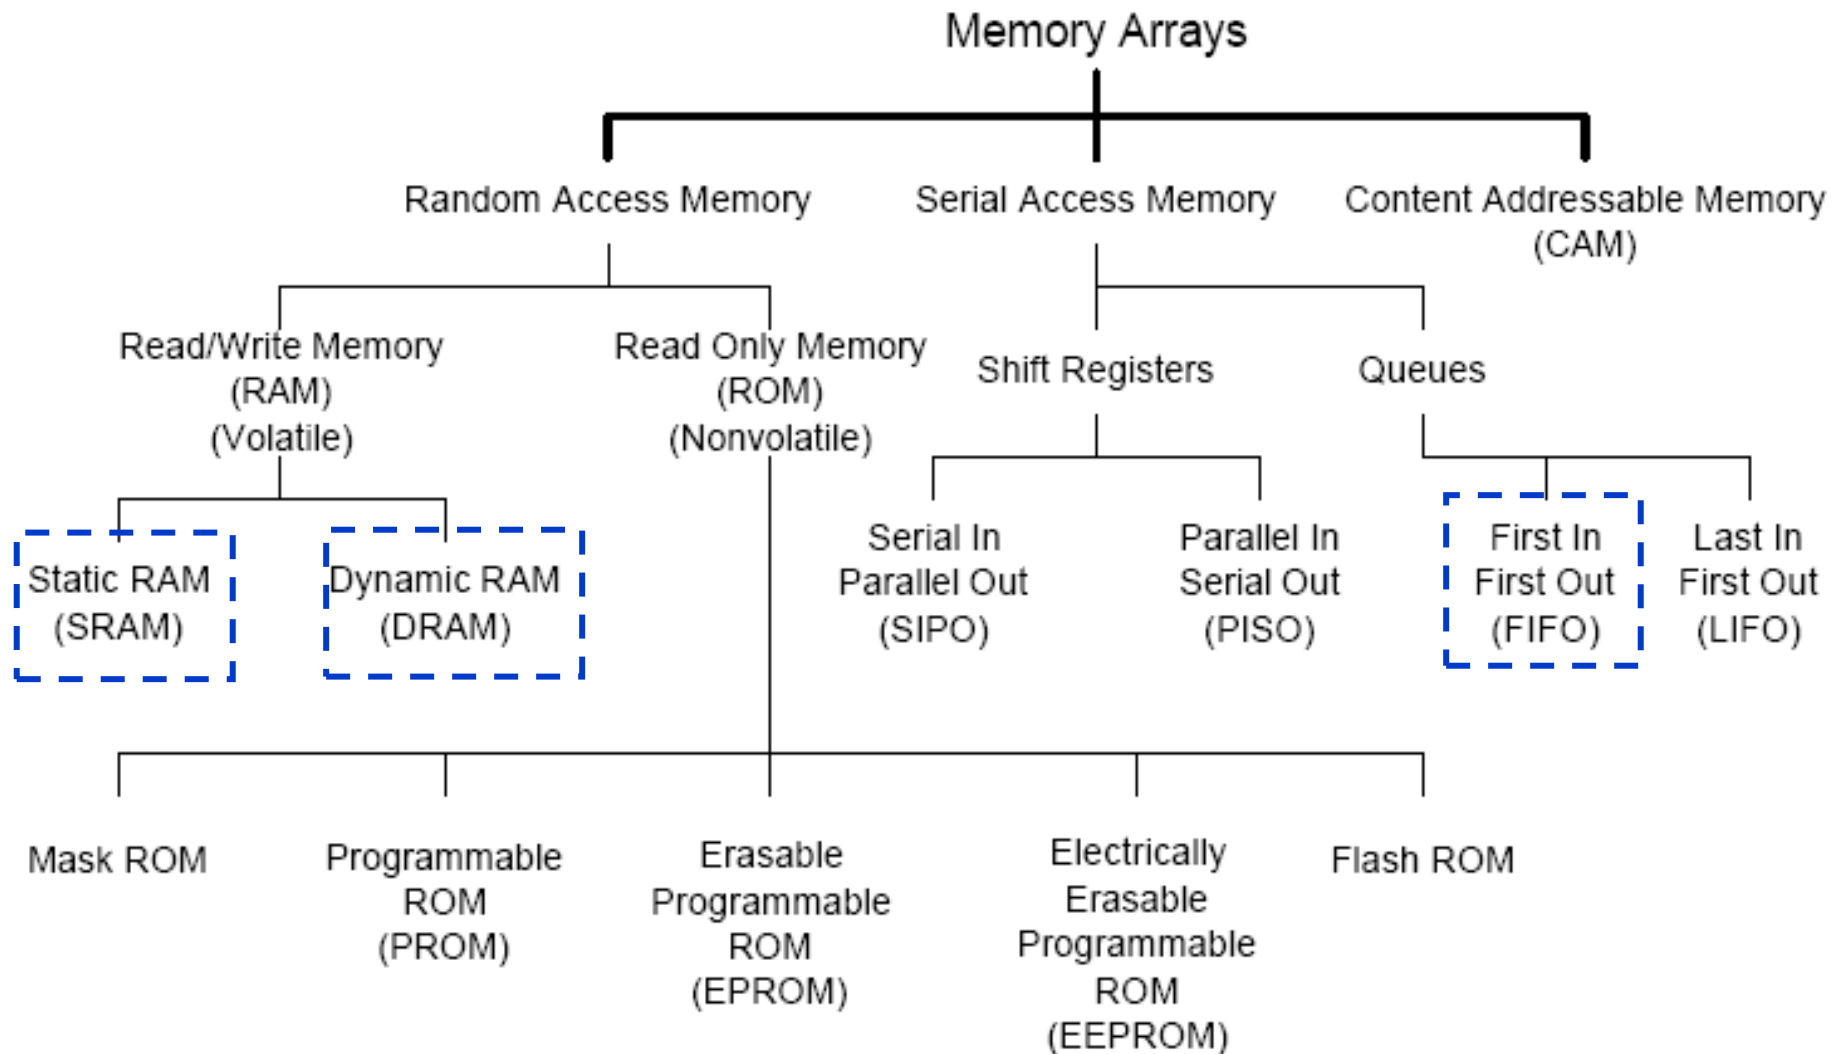 Memory Arrays
Random Access Memory
Serial Access Memory
Content Addressable Memory
(CAM)
Read/Write Memory
(RAM)
(Volatile)
Read Only Memory
(ROM)
(Nonvolatile)
Shift Registers
Queues
Static RAM
(SRAM)
Dynamic RAM
(DRAM)
Serial In
Parallel Out
(SIPO)
Parallel In
Serial Out
(PISO)
First In
First Out
(FIFO)
Last In
First Out
(LIFO)
Mask ROM
Programmable
ROM
(PROM)
Erasable
Programmable
ROM
(EPROM)
Electrically
Erasable
Programmable
ROM
(EEPROM)
Flash ROM